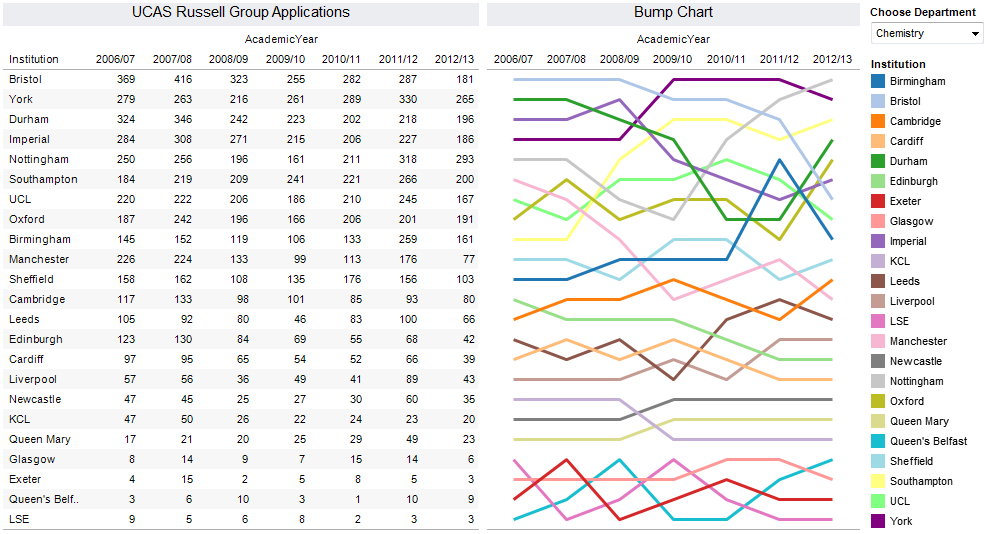 UCAS Russell Group Applications
AcademicYear
Institution 2006/07 2007/08 2008/09 2009/10 2010/11 2011/12 2012/13
Bristol 369 416 323 255 282 287 181
York 279 263 216 261 289 330 265
Durham 324 346 242 223 202 218 196
Imperial 284 308 271 215 206 227 186
Nottingham 250 256 196 161 211 318 293
Southampton 184 219 209 241 221 266 200
UCL 220 222 206 186 210 245 167
Oxford 187 242 196 166 206 201 191
Birmingham 145 152 119 106 133 259 161
Manchester 226 224 133 99 113 176 77
Sheffield 158 162 108 135 176 156 103
Cambridge 117 133 98 101 85 93 80
Leeds 105 92 80 46 83 100 66
Edinburgh 123 130 84 69 55 68 42
Cardiff 97 95 65 54 52 66 39
Liverpool 57 56 36 49 41 89 43
Newcastle 47 45 25 27 30 60 35
KCL 47 50 26 22 24 23 20
Queen Mary 17 21 20 25 29 49 23
Glasgow 8 14 9 7 15 14 6
Exeter 4 15 2 5 8 5 3
Queen's Belf.. 3 6 10 3 1 10 9
LSE 9 5 6 8 2 3 3
Bump Chart
AcademicYear
2006/07 2007/08 2008/09 2009/10 2010/11 2011/12 2012/13
Choose Department
Chemistry
Institution
Birmingham
Bristol
Cambridge
Cardiff
Durham
Edinburgh
Exeter
Glasgow
Imperial
KCL
Leeds
Liverpool
LSE
Manchester
Newcastle
Nottingham
Oxford
Queen Mary
Queen's Belfast
Sheffield
Southampton
UCL
York